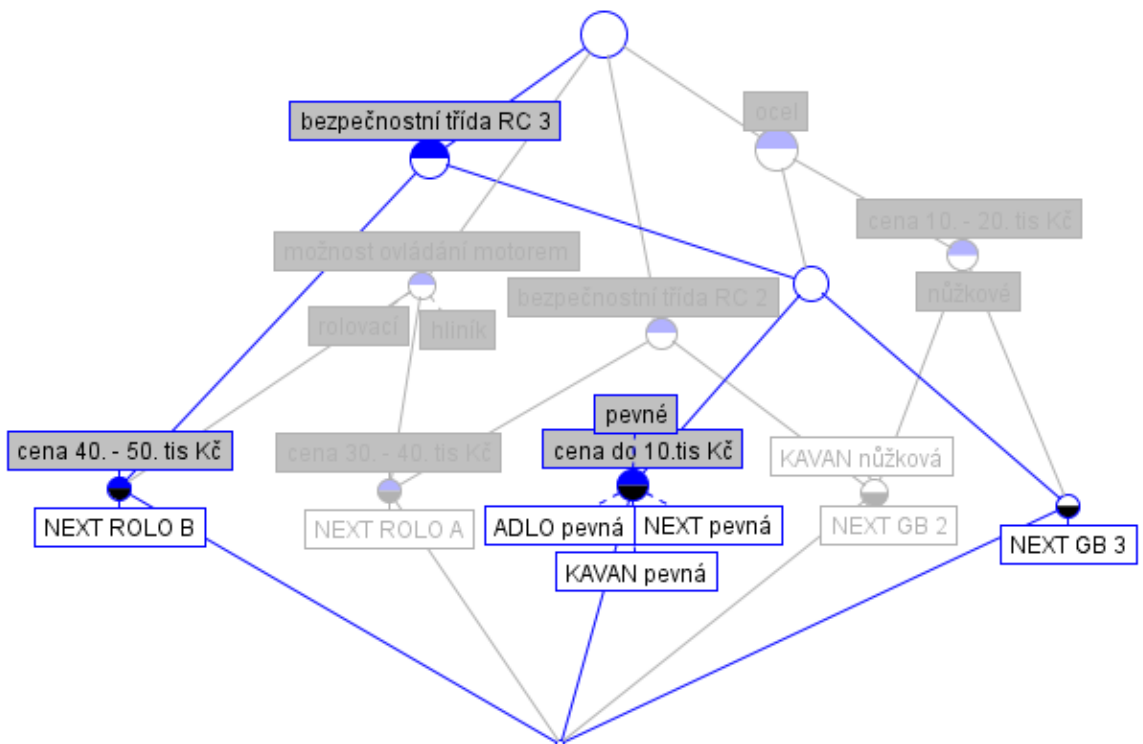 bezpečnostní třída RC 3
ocel
cena 10. - 20. tis Kč
možnost ovládání motorem
bezpečnostní třída RC 2
nůžkové
rolovací
hliník
pevné
cena 40. - 50. tis Kč
cena 30. - 40. tis Kč
cena do 10.tis Kč
KAVAN nůžková
NEXT ROLO B
NEXT ROLO A
ADLO pevná
NEXT pevná
NEXT GB 2
NEXT GB 3
KAVAN pevná